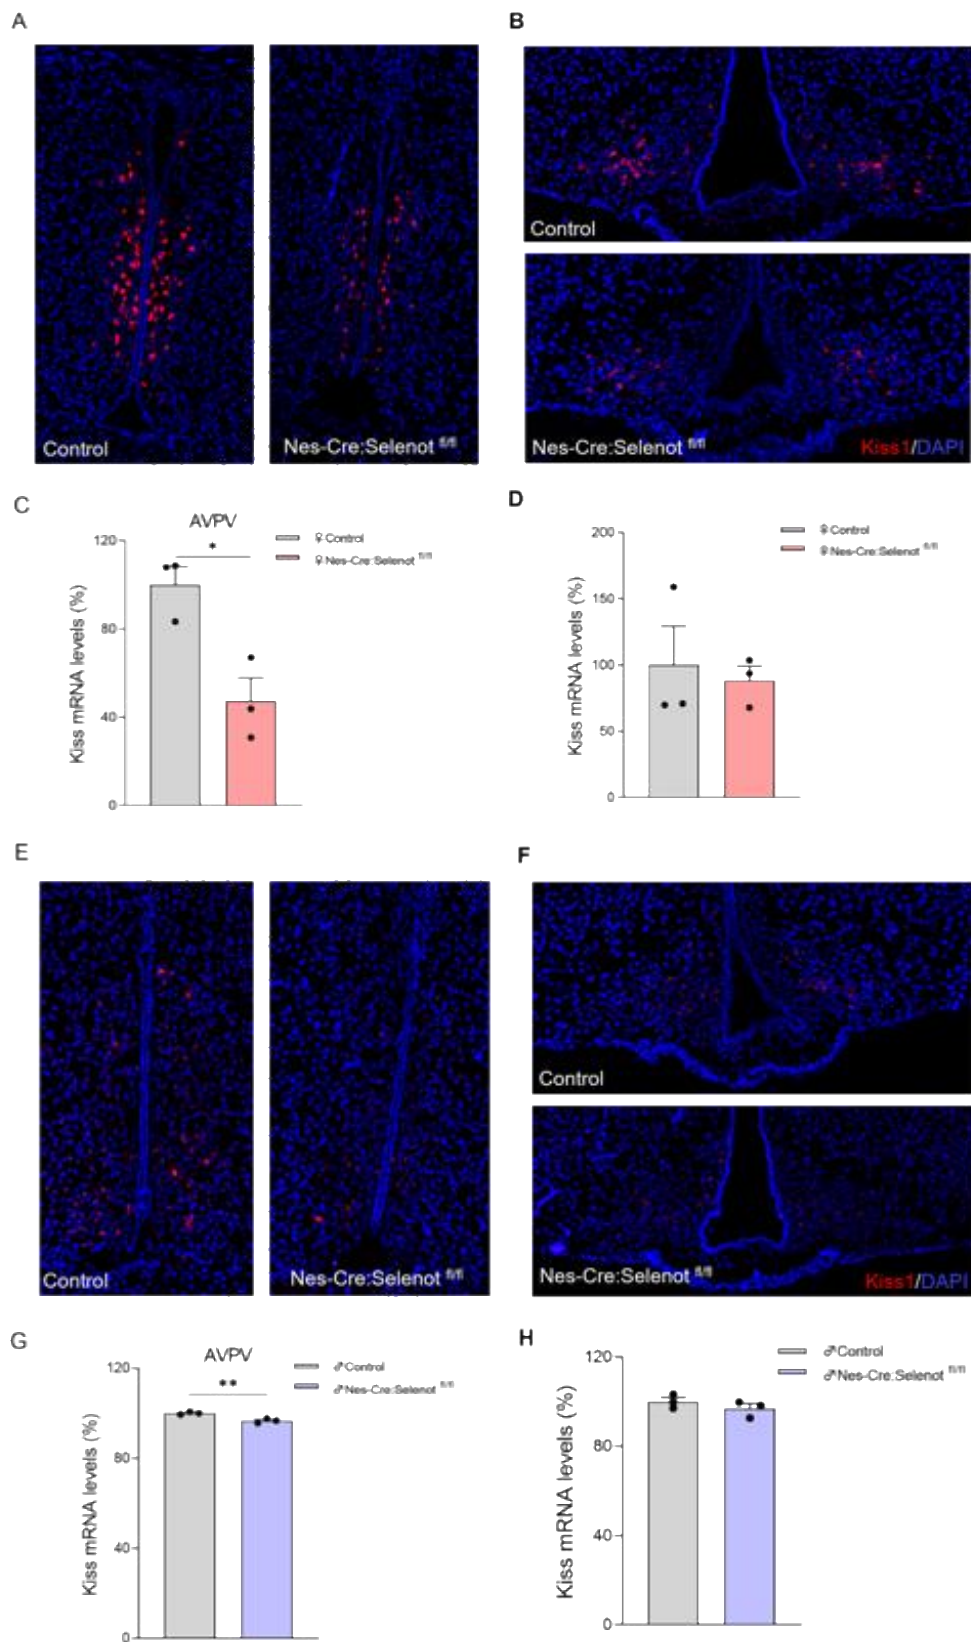 A
B
Control
Nes-Cre:Selenot fl/fl
Control
Nes-Cre:Selenot fl/fl
Kiss1/DAPI
C
AVPV
♀Control
♀Nes-Cre:Selenot fl/fl
*
Kiss mRNA levels (%)
120
80
40
0
D
♀Control
♀Nes-Cre:Selenot fl/fl
Kiss mRNA levels (%)
200
150
100
50
0
E
F
Control
Nes-Cre:Selenot fl/fl
Control
Nes-Cre:Selenot fl/fl
Kiss1/DAPI
G
AVPV
♂Control
♂Nes-Cre:Selenot fl/fl
**
Kiss mRNA levels (%)
120
80
40
0
H
♂Control
♂Nes-Cre:Selenot fl/fl
Kiss mRNA levels (%)
120
80
40
0